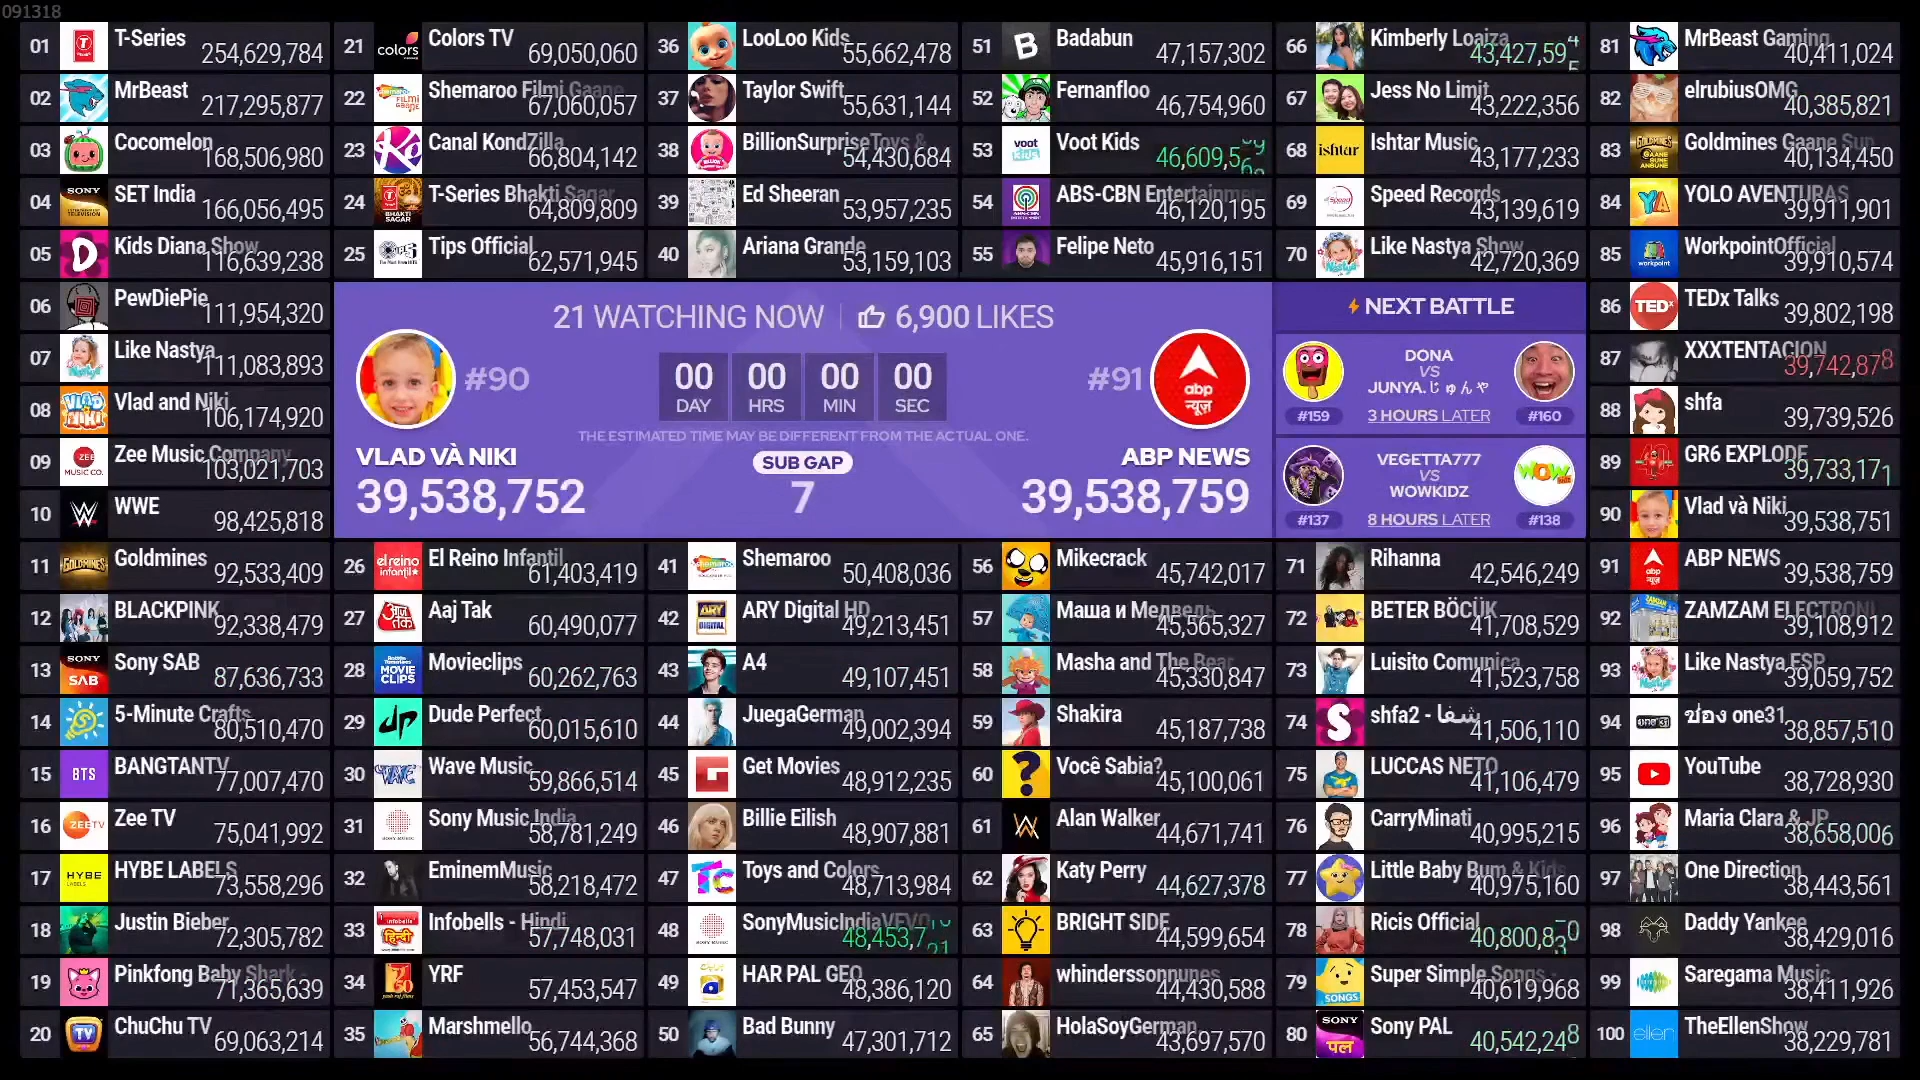 091318
01 T-Series 254,629,784
02 MrBeast 217,295,877
03 Cocomelon 168,506,980
04 SET India 166,056,495
05 Kids Diana Show 116,639,238
06 PewDiePie 111,954,320
07 Like Nastya 111,083,893
08 Vlad and Niki 106,174,920
09 Zee Music Company 103,021,703
10 WWE 98,425,818
11 Goldmines 92,533,409
12 BLACKPINK 92,338,479
13 Sony SAB 87,636,733
14 5-Minute Crafts 80,510,470
15 BANGTANTV 77,007,470
16 Zee TV 75,041,992
17 HYBE LABELS 73,558,296
18 Justin Bieber 72,305,782
19 Pinkfong Baby Shark - 71,365,639
20 ChuChu TV 69,063,214
21 Colors TV 69,050,060
22 Shemaroo Filmi Gaane 67,060,057
23 Canal KondZilla 66,804,142
24 T-Series Bhakti Sagar 64,809,809
25 Tips Official 62,571,945
36 LooLoo Kids 55,662,478
37 Taylor Swift 55,631,144
38 BillionSurpriseToys & 54,430,684
39 Ed Sheeran 53,957,235
40 Ariana Grande 53,159,103
51 Badabun 47,157,302
52 Fernanfloo 46,754,960
53 Voot Kids 46,609,5
54 ABS-CBN Entertainme 46,120,195
55 Felipe Neto 45,916,151
66 Kimberly Loaiza 43,427,59
67 Jess No Limit 43,222,356
68 Ishtar Music 43,177,233
69 Speed Records 43,139,619
70 Like Nastya Show 42,720,369
21 WATCHING NOW 6,900 LIKES
#90
00 00 00 00
DAY HRS MIN SEC
#91
THE ESTIMATED TIME MAY BE DIFFERENT FROM THE ACTUAL ONE.
VLAD VÀ NIKI
39,538,752
SUB GAP
7
ABP NEWS
39,538,759
NEXT BATTLE
DONA
VS
JUNYA.じゅんや
#159 3 HOURS LATER #160
VEGETTA777
VS
WOWKIDZ
#137 8 HOURS LATER #138
26 El Reino Infantil 61,403,419
27 Aaj Tak 60,490,077
28 Movieclips 60,262,763
29 Dude Perfect 60,015,610
30 Wave Music 59,866,514
31 Sony Music India 58,781,249
32 EminemMusic 58,218,472
33 Infobells - Hindi 57,748,031
34 YRF 57,453,547
35 Marshmello 56,744,368
41 Shemaroo 50,408,036
42 ARY Digital HD 49,213,451
43 A4 49,107,451
44 JuegaGerman 49,002,394
45 Get Movies 48,912,235
46 Billie Eilish 48,907,881
47 Toys and Colors 48,713,984
48 SonyMusicIndiaVEVO 48,453,7
49 HAR PAL GEO 48,386,120
50 Bad Bunny 47,301,712
56 Mikecrack 45,742,017
57 Маша и Медведь 45,565,327
58 Masha and The Bear 45,330,847
59 Shakira 45,187,738
60 Você Sabia? 45,100,061
61 Alan Walker 44,671,741
62 Katy Perry 44,627,378
63 BRIGHT SIDE 44,599,654
64 whinderssonnunes 44,430,588
65 HolaSoyGerman 43,697,570
71 Rihanna 42,546,249
72 BETER BÖCÜK 41,708,529
73 Luisito Comunica 41,523,758
74 shfa2 - شفا 41,506,110
75 LUCCAS NETO 41,106,479
76 CarryMinati 40,995,215
77 Little Baby Bum & Kids 40,975,160
78 Ricis Official 40,800,8
79 Super Simple Songs - 40,619,968
80 Sony PAL 40,542,248
81 MrBeast Gaming 40,411,024
82 elrubiusOMG 40,385,821
83 Goldmines Gaane Sun 40,134,450
84 YOLO AVENTURAS 39,911,901
85 WorkpointOfficial 39,910,574
86 TEDx Talks 39,802,198
87 XXXTENTACION 39,742,878
88 shfa 39,739,526
89 GR6 EXPLODE 39,733,171
90 Vlad và Niki 39,538,751
91 ABP NEWS 39,538,759
92 ZAMZAM ELECTRONI 39,108,912
93 Like Nastya ESP 39,059,752
94 ช่อง one31 38,857,510
95 YouTube 38,728,930
96 Maria Clara & JP 38,658,006
97 One Direction 38,443,561
98 Daddy Yankee 38,429,016
99 Saregama Music 38,411,926
100 TheEllenShow 38,229,781